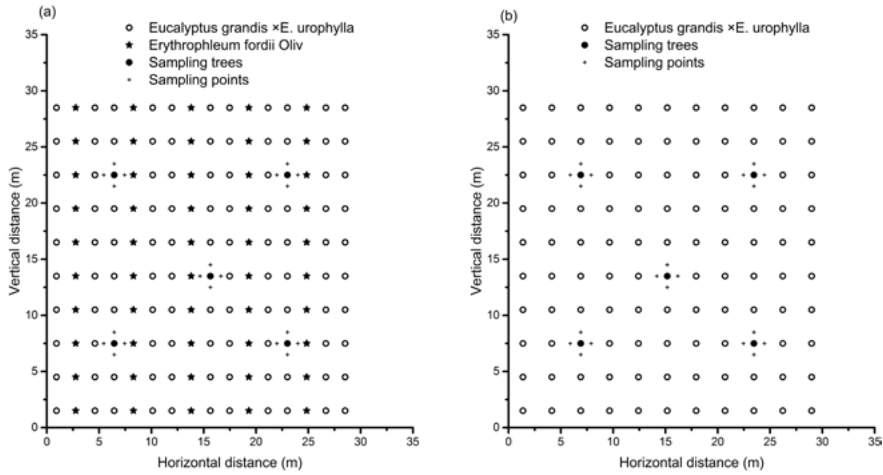 (a)
Eucalyptus grandis ×E. urophylla
Erythrophleum fordii Oliv
Sampling trees
Sampling points
35
30
25
20
15
10
5
0
Vertical distance (m)
0 5 10 15 20 25 30 35
Horizontal distance (m)
(b)
Eucalyptus grandis ×E. urophylla
Sampling trees
Sampling points
35
30
25
20
15
10
5
0
Vertical distance (m)
0 5 10 15 20 25 30 35
Horizontal distance (m)